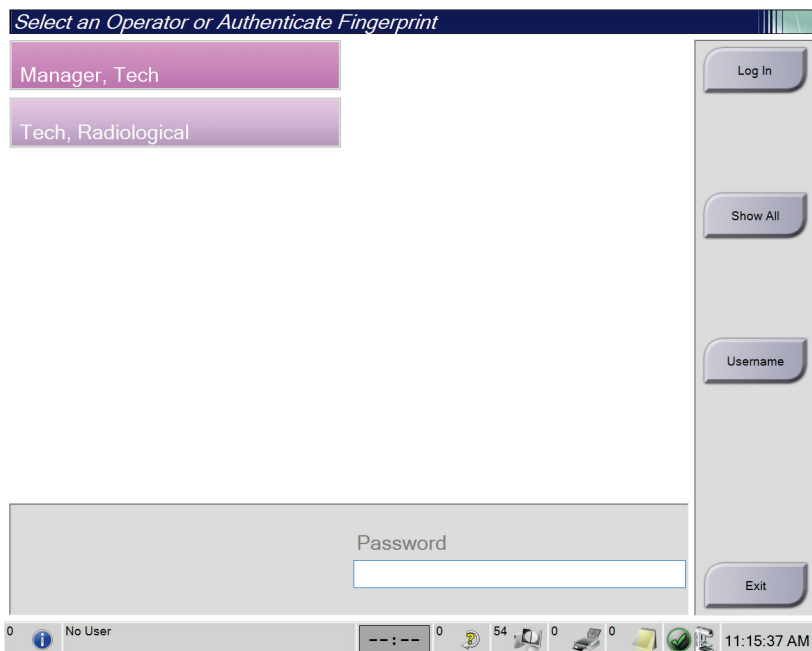 Select an Operator or Authenticate Fingerprint
Manager, Tech
Log In
Tech, Radiological
Show All
Username
Password
Exit
0 No User --:-- 0 54 0 0 11:15:37 AM